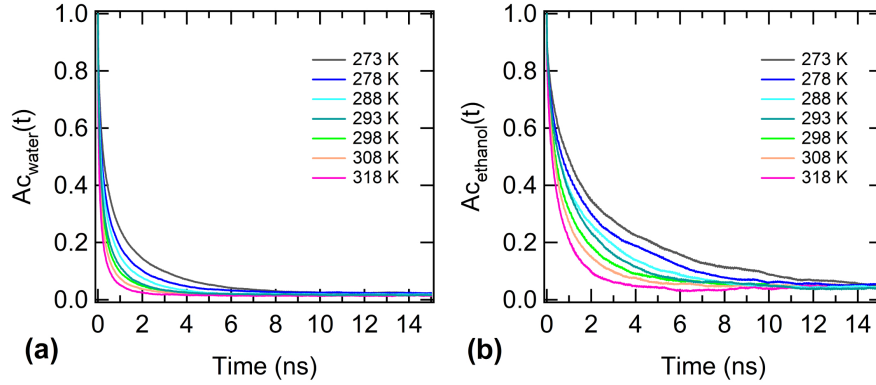 1.0
0.8
0.6
0.4
0.2
0.0
Ac_water(t)
273 K
278 K
288 K
293 K
298 K
308 K
318 K
0 2 4 6 8 10 12 14
(a)
Time (ns)
1.0
0.8
0.6
0.4
0.2
0.0
Ac_ethanol(t)
273 K
278 K
288 K
293 K
298 K
308 K
318 K
0 2 4 6 8 10 12 14
(b)
Time (ns)